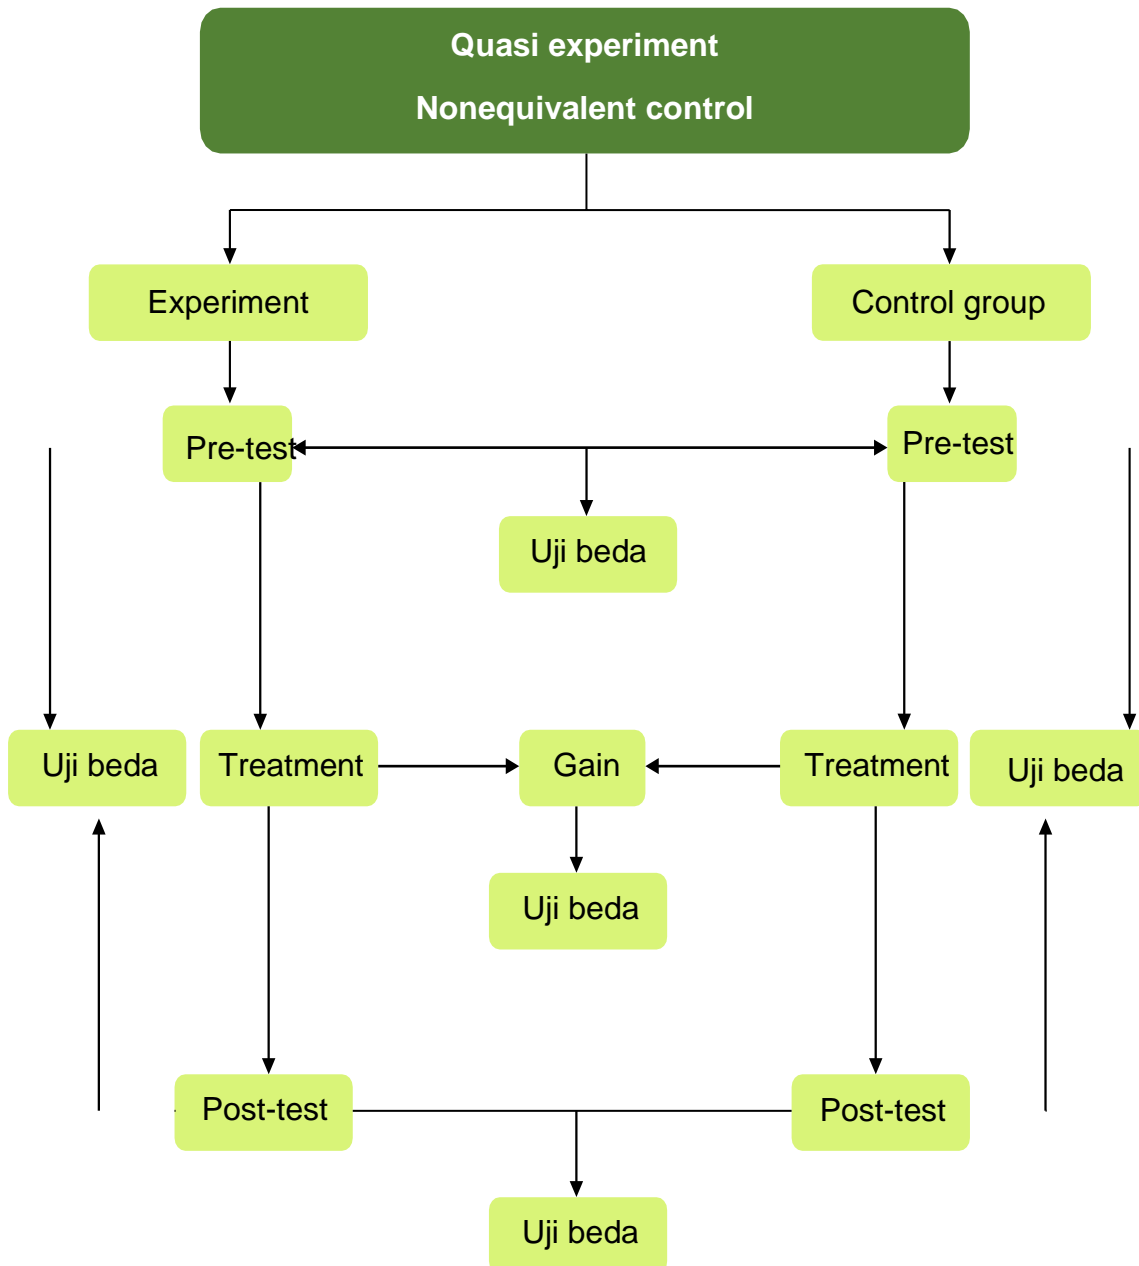 Quasi experiment
Nonequivalent control
Experiment
Control group
Pre-test
Pre-test
Uji beda
Uji beda
Treatment
Gain
Treatment
Uji beda
Uji beda
Post-test
Post-test
Uji beda